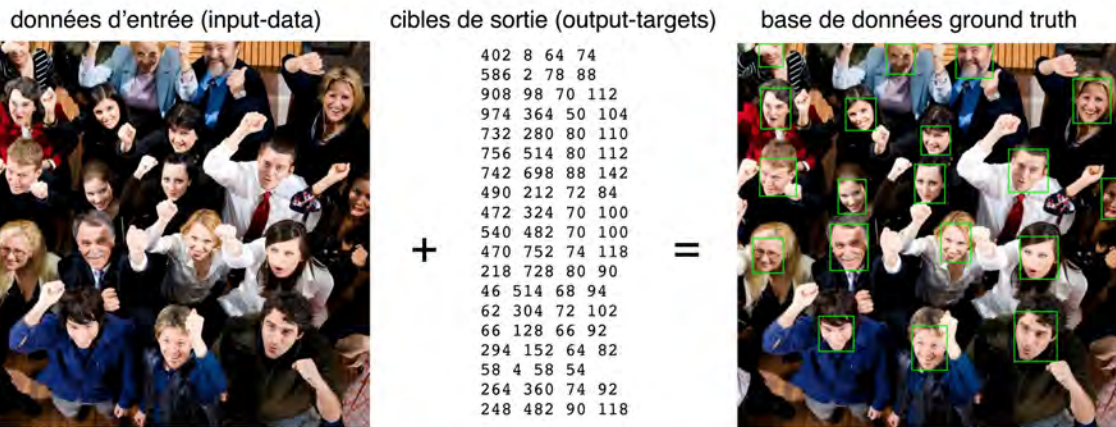 données d'entrée (input-data)
cibles de sortie (output-targets)
base de données ground truth
402 8 64 74
586 2 78 88
908 98 70 112
974 364 50 104
732 280 80 110
756 514 80 112
742 698 88 142
490 212 72 84
472 324 70 100
540 482 70 100
470 752 74 118
218 728 80 90
46 514 68 94
62 304 72 102
66 128 66 92
294 152 64 82
58 4 58 54
264 360 74 92
248 482 90 118
+
=